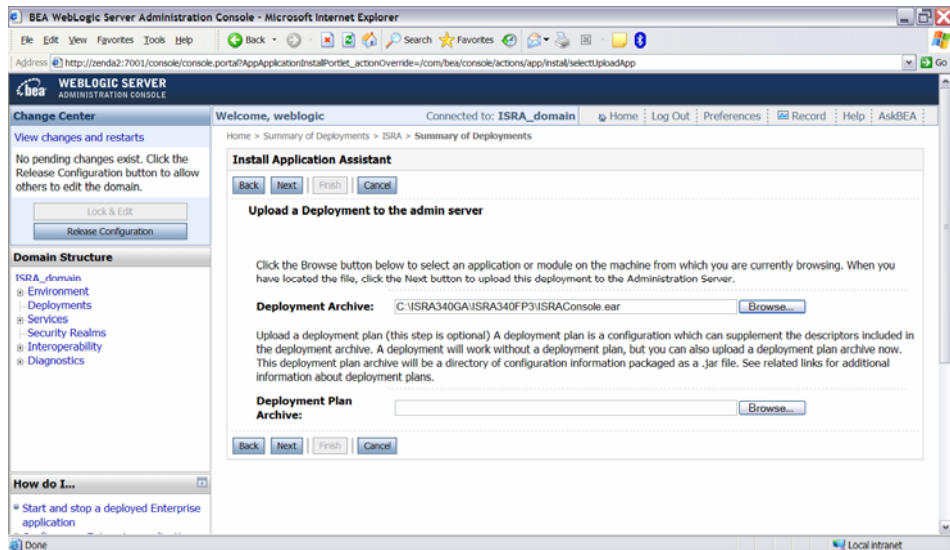 BEA WebLogic Server Administration Console - Microsoft Internet Explorer
File Edit View Favorites Tools Help
Back Search Favorites
Address http://zenda2:7001/console/console.portal?AppApplicationInstallPortlet_actionOverride=/com/bea/console/actions/app/install/selectUploadApp Go
bea WEBLOGIC SERVER
ADMINISTRATION CONSOLE
Change Center
View changes and restarts
No pending changes exist. Click the
Release Configuration button to allow
others to edit the domain.
Lock & Edit
Release Configuration
Domain Structure
ISRA_domain
Environment
Deployments
Services
Security Realms
Interoperability
Diagnostics
How do I...
Start and stop a deployed Enterprise
application
Welcome, weblogic Connected to: ISRA_domain Home Log Out Preferences Record Help AskBEA
Home > Summary of Deployments > ISRA > Summary of Deployments
Install Application Assistant
Back Next Finish Cancel
Upload a Deployment to the admin server
Click the Browse button below to select an application or module on the machine from which you are currently browsing. When you
have located the file, click the Next button to upload this deployment to the Administration Server.
Deployment Archive: C:\ISRA340GA\ISRA340FP3\ISRAConsole.ear Browse...
Upload a deployment plan (this step is optional) A deployment plan is a configuration which can supplement the descriptors included in
the deployment archive. A deployment will work without a deployment plan, but you can also upload a deployment plan archive now.
This deployment plan archive will be a directory of configuration information packaged as a .jar file. See related links for additional
information about deployment plans.
Deployment Plan
Archive: Browse...
Back Next Finish Cancel
Done Local intranet